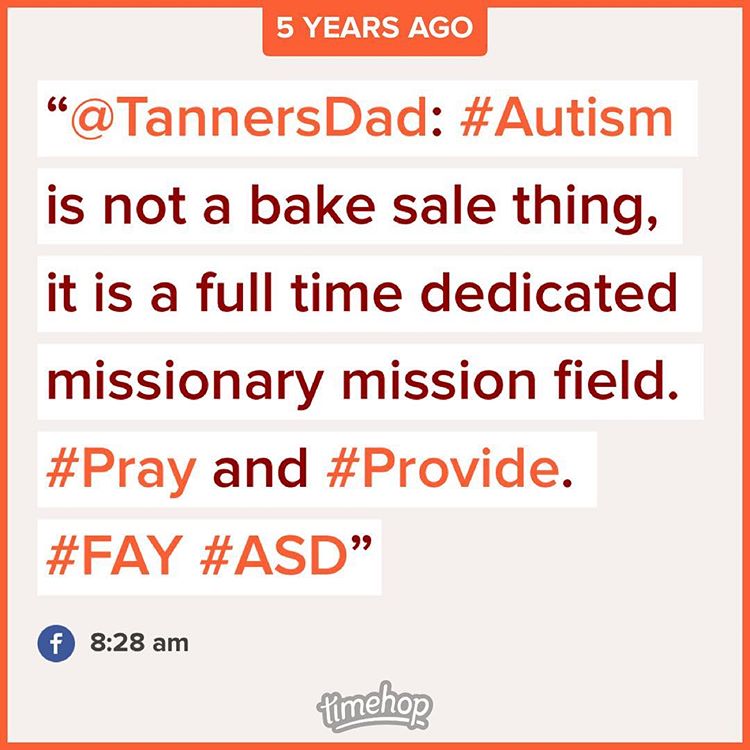 5 YEARS AGO
“@TannersDad: #Autism
is not a bake sale thing,
it is a full time dedicated
missionary mission field.
#Pray and #Provide.
#FAY #ASD”
f 8:28 am
timehop